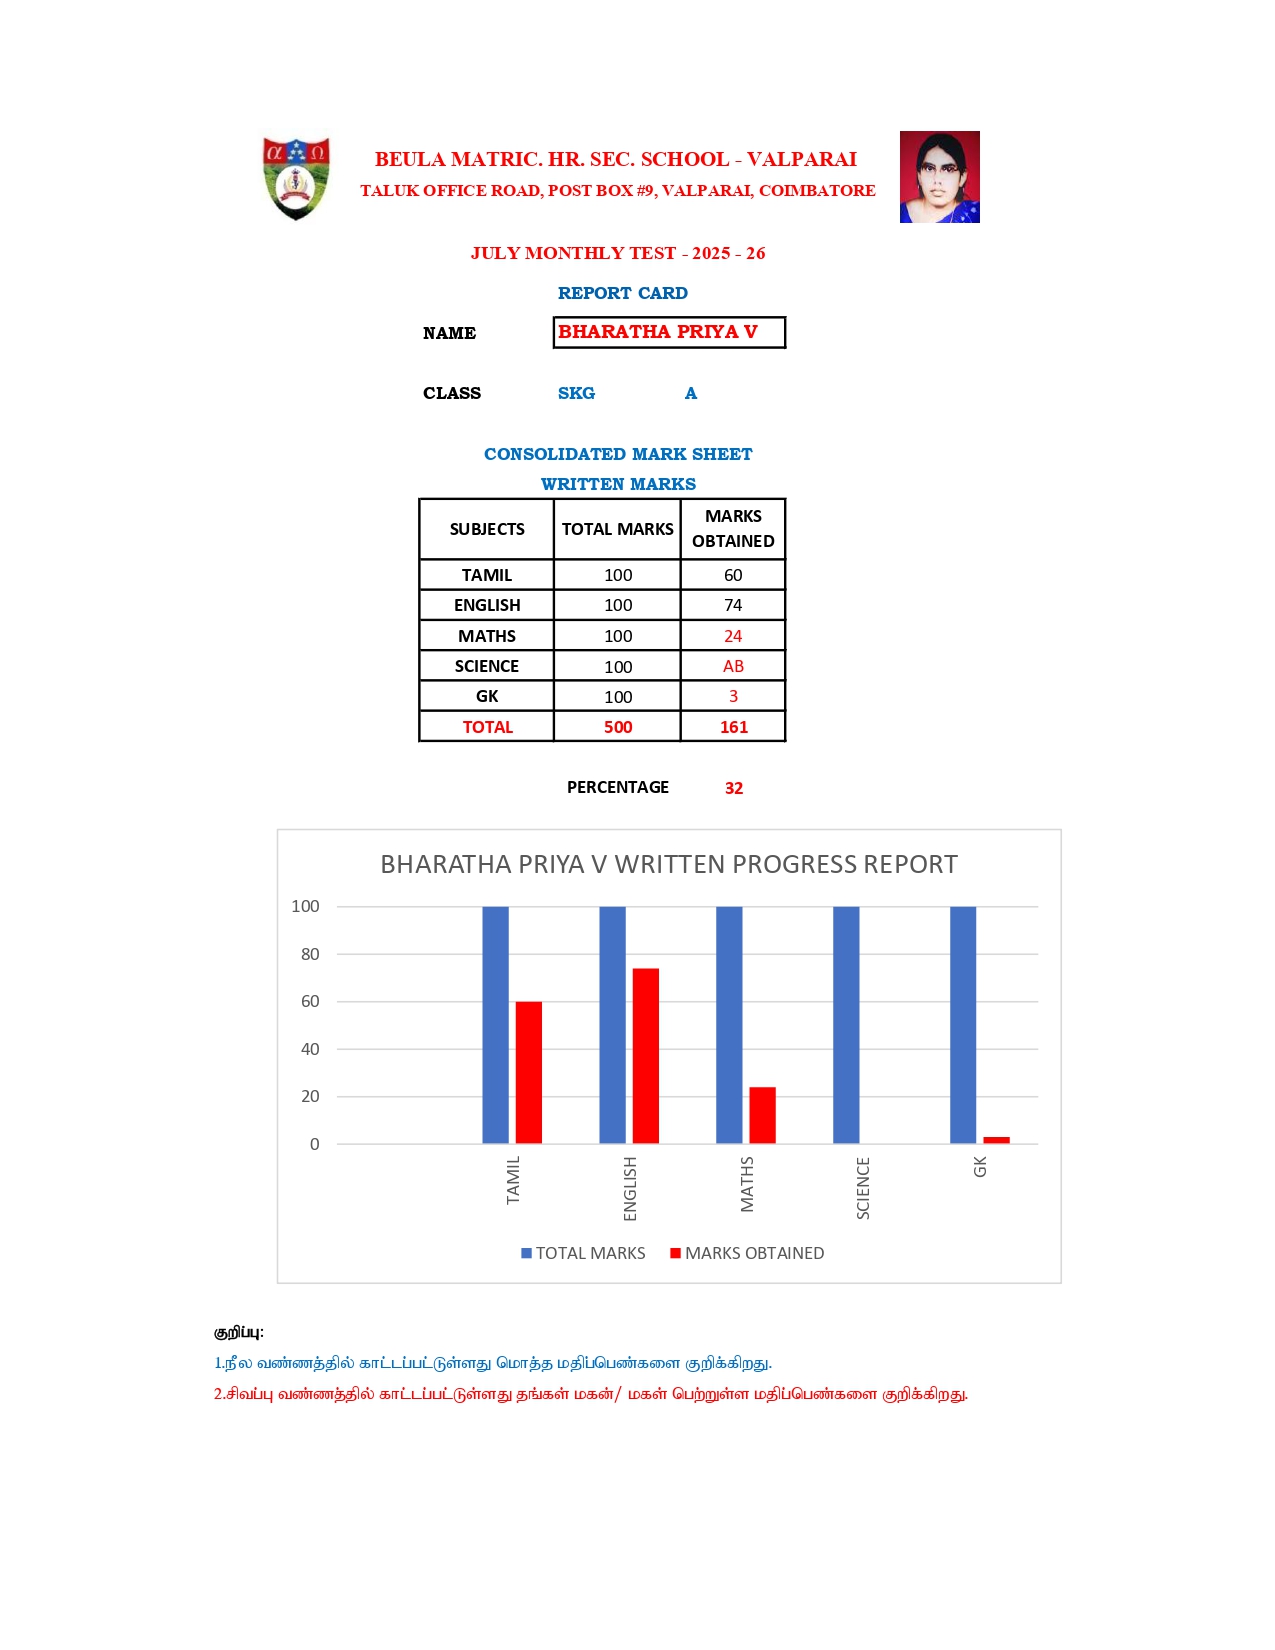 α Ω
BEULA MATRIC. HR. SEC. SCHOOL - VALPARAI
TALUK OFFICE ROAD, POST BOX #9, VALPARAI, COIMBATORE
JULY MONTHLY TEST - 2025 - 26
REPORT CARD
NAME BHARATHA PRIYA V
CLASS SKG A
CONSOLIDATED MARK SHEET
WRITTEN MARKS
SUBJECTS TOTAL MARKS MARKS OBTAINED
TAMIL 100 60
ENGLISH 100 74
MATHS 100 24
SCIENCE 100 AB
GK 100 3
TOTAL 500 161
PERCENTAGE 32
BHARATHA PRIYA V WRITTEN PROGRESS REPORT
100
80
60
40
20
0
TAMIL ENGLISH MATHS SCIENCE GK
TOTAL MARKS MARKS OBTAINED
குறிப்பு:
1.நீல வண்ணத்தில் காட்டப்பட்டுள்ளது மொத்த மதிப்பெண்களை குறிக்கிறது.
2.சிவப்பு வண்ணத்தில் காட்டப்பட்டுள்ளது தங்கள் மகன்/ மகள் பெற்றுள்ள மதிப்பெண்களை குறிக்கிறது.